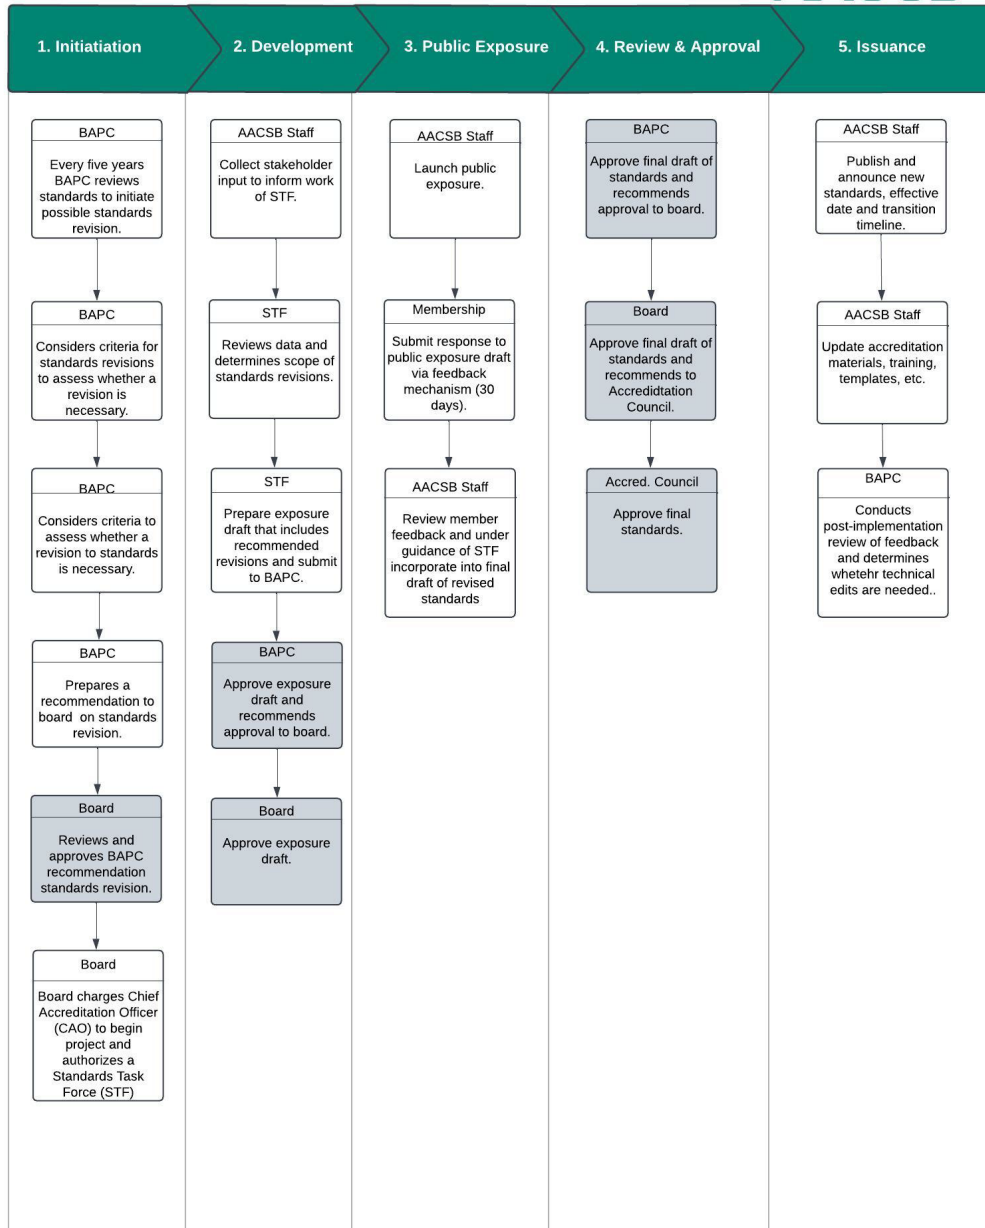 1. Initiatiation
2. Development
3. Public Exposure
4. Review & Approval
5. Issuance
BAPC
Every five years
BAPC reviews
standards to initiate
possible standards
revision.
BAPC
Considers criteria for
standards revisions
to assess whether a
revision is
necessary.
BAPC
Considers criteria to
assess whether a
revision to standards
is necessary.
BAPC
Prepares a
recommendation to
board on standards
revision.
Board
Reviews and
approves BAPC
recommendation
standards revision.
Board
Board charges Chief
Accreditation Officer
(CAO) to begin
project and
authorizes a
Standards Task
Force (STF)
AACSB Staff
Collect stakeholder
input to inform work
of STF.
STF
Reviews data and
determines scope of
standards revisions.
STF
Prepare exposure
draft that includes
recommended
revisions and submit
to BAPC.
BAPC
Approve exposure
draft and
recommends
approval to board.
Board
Approve exposure
draft.
AACSB Staff
Launch public
exposure.
Membership
Submit response to
public exposure draft
via feedback
mechanism (30
days).
AACSB Staff
Review member
feedback and under
guidance of STF
incorporate into final
draft of revised
standards
BAPC
Approve final draft of
standards and
recommends
approval to board.
Board
Approve final draft of
standards and
recommends to
Accredidtation
Council.
Accred. Council
Approve final
standards.
AACSB Staff
Publish and
announce new
standards, effective
date and transition
timeline.
AACSB Staff
Update accreditation
materials, training,
templates, etc.
BAPC
Conducts
post-implementation
review of feedback
and determines
whetehr technical
edits are needed..